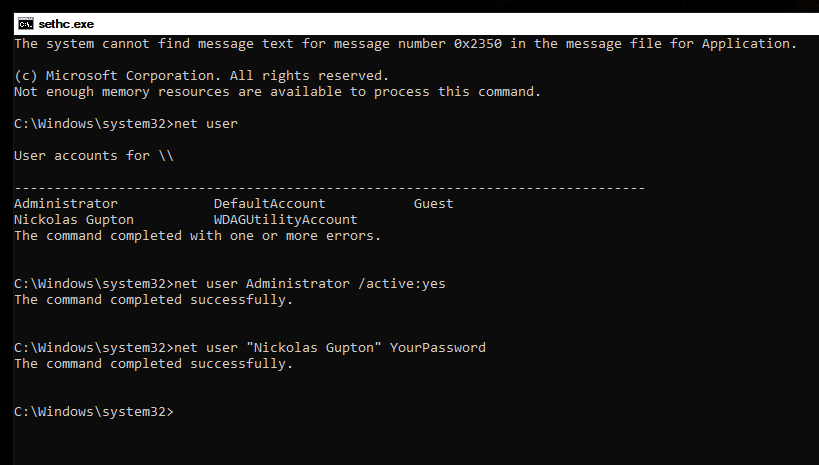 sethc.exe
The system cannot find message text for message number 0x2350 in the message file for Application.
(c) Microsoft Corporation. All rights reserved.
Not enough memory resources are available to process this command.
C:\Windows\system32>net user
User accounts for \\
-------------------------------------------------------------------------------
Administrator            DefaultAccount           Guest
Nickolas Gupton          WDAGUtilityAccount
The command completed with one or more errors.
C:\Windows\system32>net user Administrator /active:yes
The command completed successfully.
C:\Windows\system32>net user "Nickolas Gupton" YourPassword
The command completed successfully.
C:\Windows\system32>